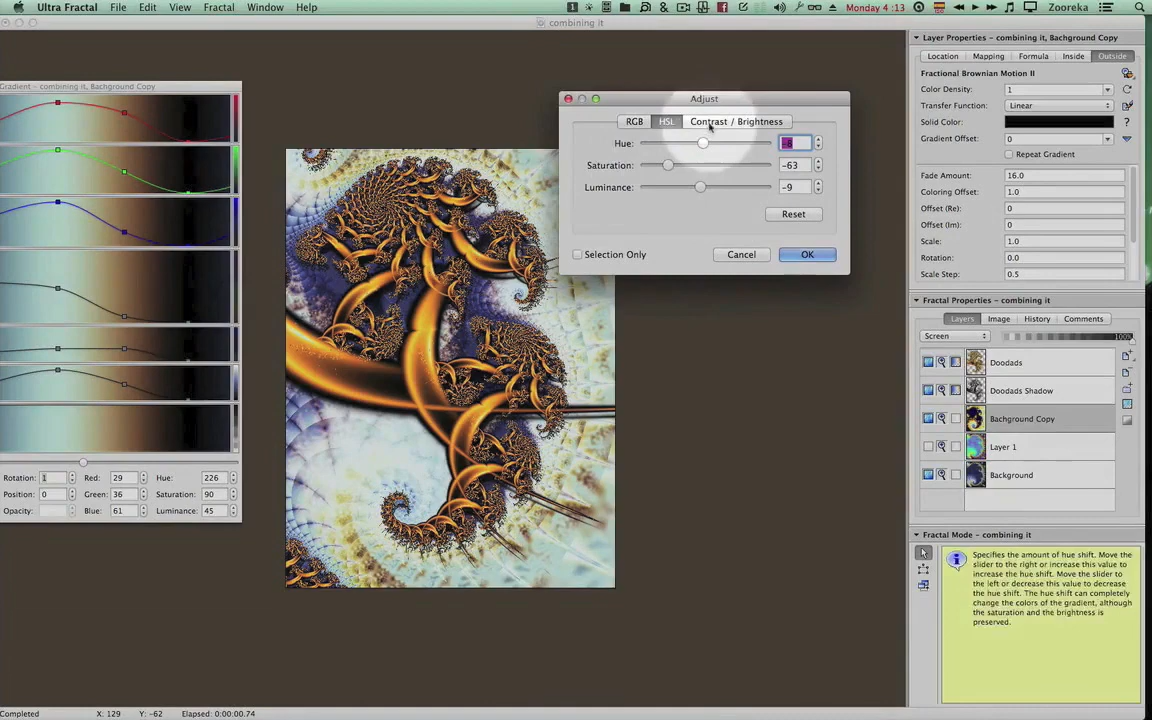 Ultra Fractal File Edit View Fractal Window Help 1 Monday 4 :13 Zooreka
combining it
Gradient – combining it, Background Copy
Rotation: 1 Red: 29 Hue: 226
Position: 0 Green: 36 Saturation: 90
Opacity: Blue: 61 Luminance: 45
Adjust
RGB HSL Contrast / Brightness
Hue: -8
Saturation: -63
Luminance: -9
Reset
Selection Only Cancel OK
Layer Properties – combining it, Bachground Copy
Location Mapping Formula Inside Outside
Fractional Brownian Motion II
Color Density: 1
Transfer Function: Linear
Solid Color:
Gradient Offset: 0
Repeat Gradient
Fade Amount: 16.0
Coloring Offset: 1.0
Offset (Re): 0
Offset (Im): 0
Scale: 1.0
Rotation: 0.0
Scale Step: 0.5
Fractal Properties – combining it
Layers Image History Comments
Screen 100%
Doodads
Doodads Shadow
Background Copy
Layer 1
Background
Fractal Mode – combining it
Specifies the amount of hue shift. Move the
slider to the right or increase this value to
increase the hue shift. Move the slider to
the left or decrease this value to decrease
the hue shift. The hue shift can completely
change the colors of the gradient, although
the saturation and the brightness is
preserved.
Completed X: 129 Y: -62 Elapsed: 0:00:00.74